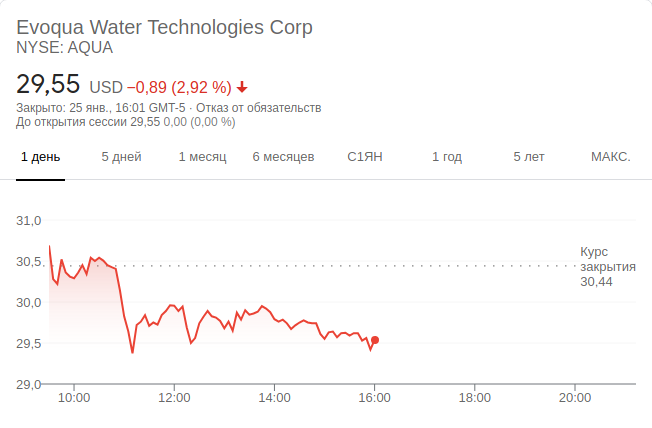 Evoqua Water Technologies Corp
NYSE: AQUA
29,55 USD −0,89 (2,92 %)
Закрыто: 25 янв., 16:01 GMT-5 · Отказ от обязательств
До открытия сессии 29,55 0,00 (0,00 %)
1 день 5 дней 1 месяц 6 месяцев С1ЯН 1 год 5 лет МАКС.
31,0
30,5
30,0
29,5
29,0
Курс
закрытия
30,44
10:00 12:00 14:00 16:00 18:00 20:00